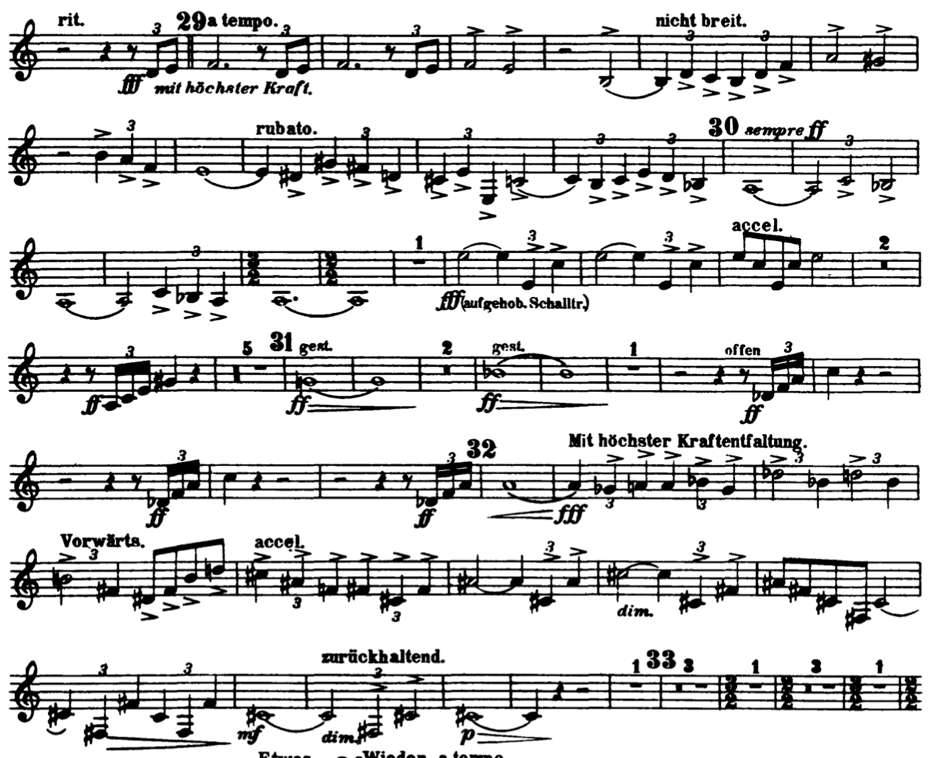 rit. 29 a tempo. nicht breit.
3 3 3 3 3
fff mit höchster Kraft.
rubato. 30 sempre ff
3 3 3 3 3 3
accel.
3 1 3 3 2
fff (aufgehob. Schalltr.)
3 5 31 gest. 2 gest. 1 offen 3
ff ff ff ff
32 Mit höchster Kraftentfaltung.
3 3 3 3 3 3
ff ff fff
Vorwärts. accel.
3 3 3 3 3
dim.
zurückhaltend. 33
3 3 3 1 3 1 3 1
mf dim. p
Etwas Wieder a tempo